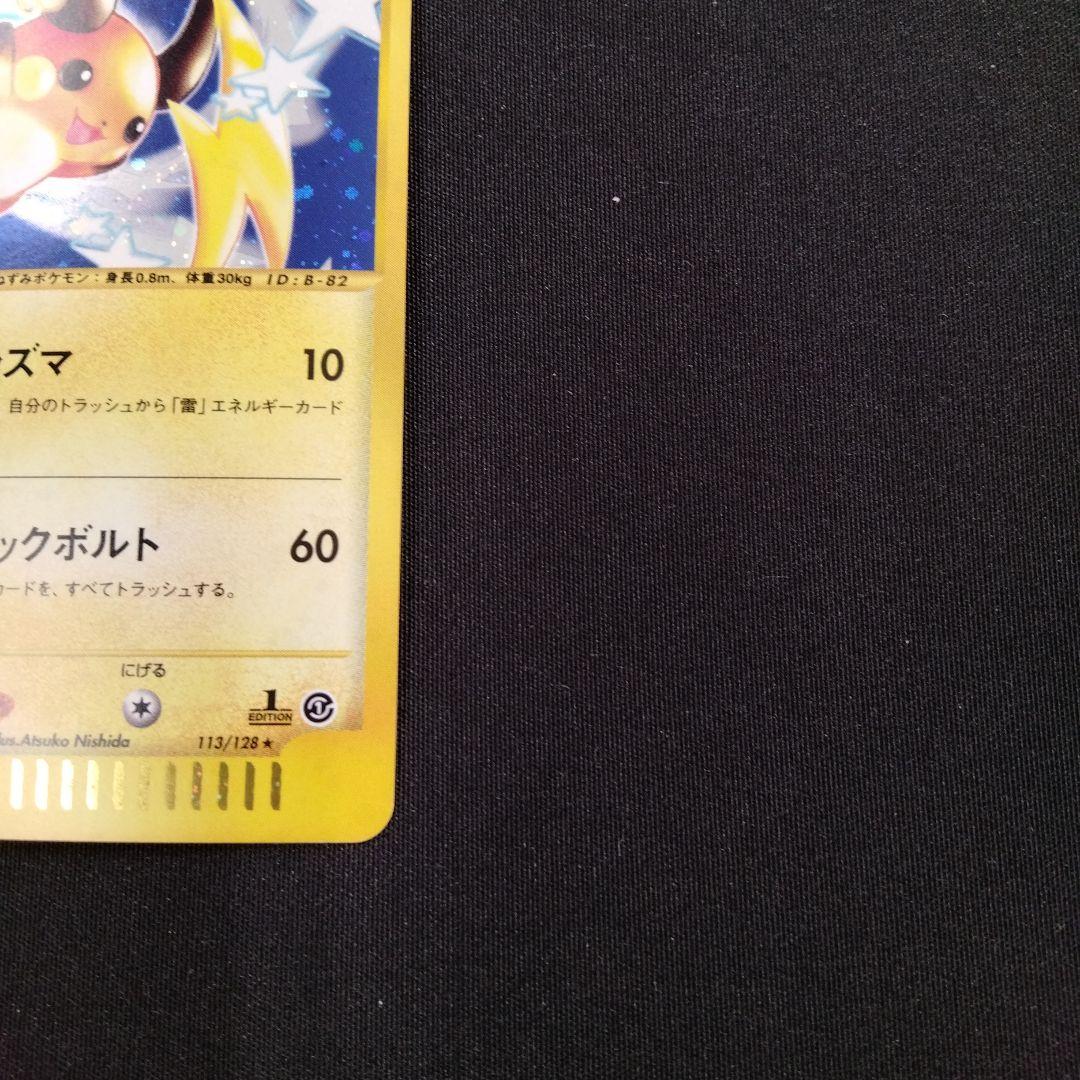 ねずみポケモン：身長0.8m、体重30kg ID:B-82
ズマ 10
自分のトラッシュから「雷」エネルギーカード
ックボルト 60
カードを、すべてトラッシュする。
にげる
1
EDITION
lus.Atsuko Nishida 113/128★